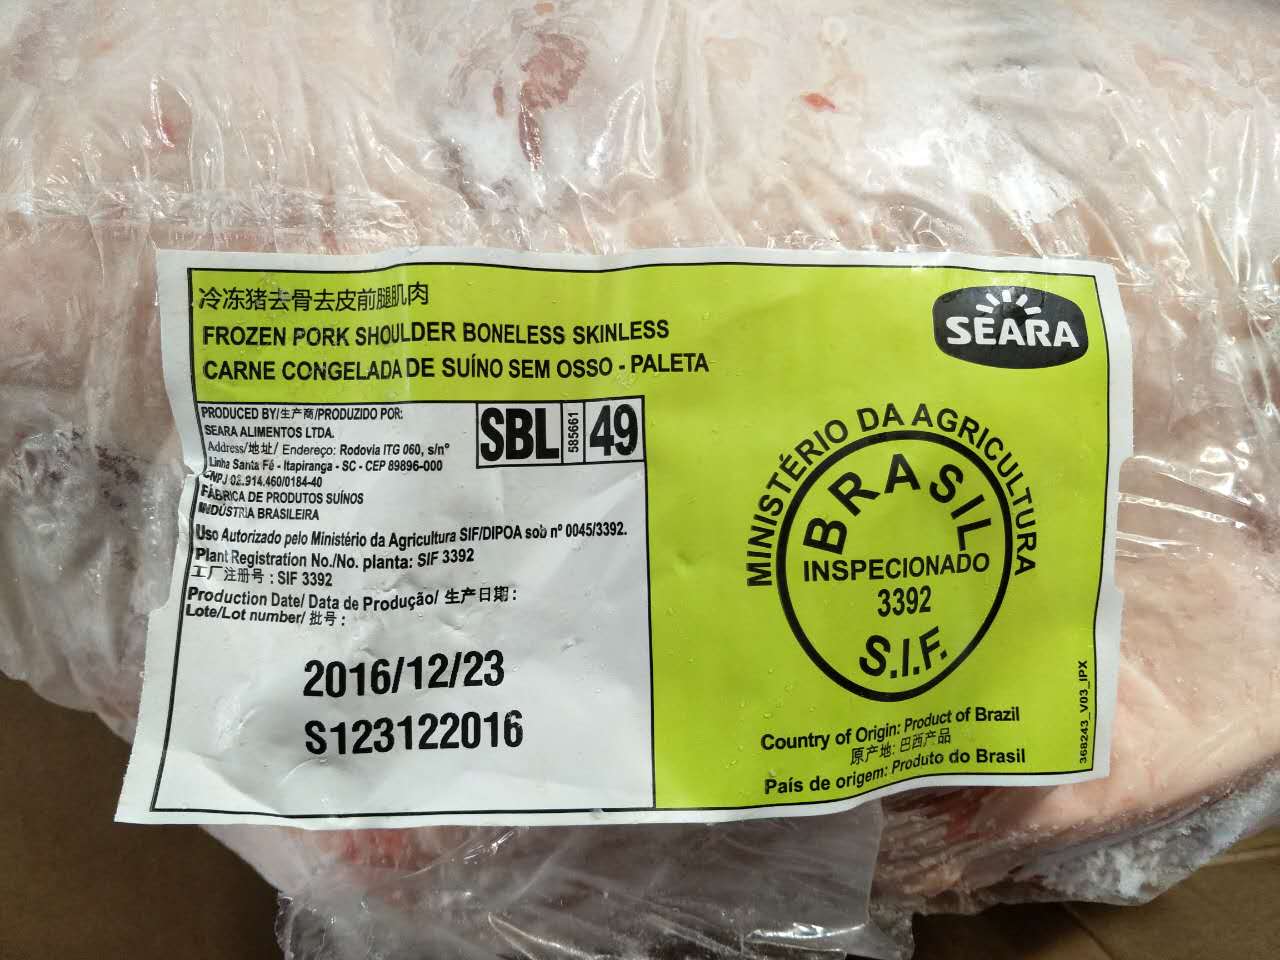 冷冻猪去骨去皮前腿肌肉
FROZEN PORK SHOULDER BONELESS SKINLESS
CARNE CONGELADA DE SUÍNO SEM OSSO - PALETA
SEARA
PRODUCED BY/生产商/PRODUZIDO POR:
SEARA ALIMENTOS LTDA.
Address/地址/ Endereço: Rodovia ITG 060, s/nº
Linha Santa Fé - Itapiranga - SC - CEP 89896-000
CNPJ 02.914.460/0184-40
FÁBRICA DE PRODUTOS SUÍNOS
INDÚSTRIA BRASILEIRA
SBL 585661 49
Uso Autorizado pelo Ministério da Agricultura SIF/DIPOA sob nº 0045/3392.
Plant Registration No./No. planta: SIF 3392
工厂注册号：SIF 3392
Production Date/ Data de Produção/ 生产日期：
Lote/Lot number/ 批号：
2016/12/23
S123122016
MINISTÉRIO DA AGRICULTURA
BRASIL
INSPECIONADO
3392
S.I.F.
Country of Origin: Product of Brazil
原产地: 巴西产品
País de origem: Produto do Brasil
368243_V03_IPX